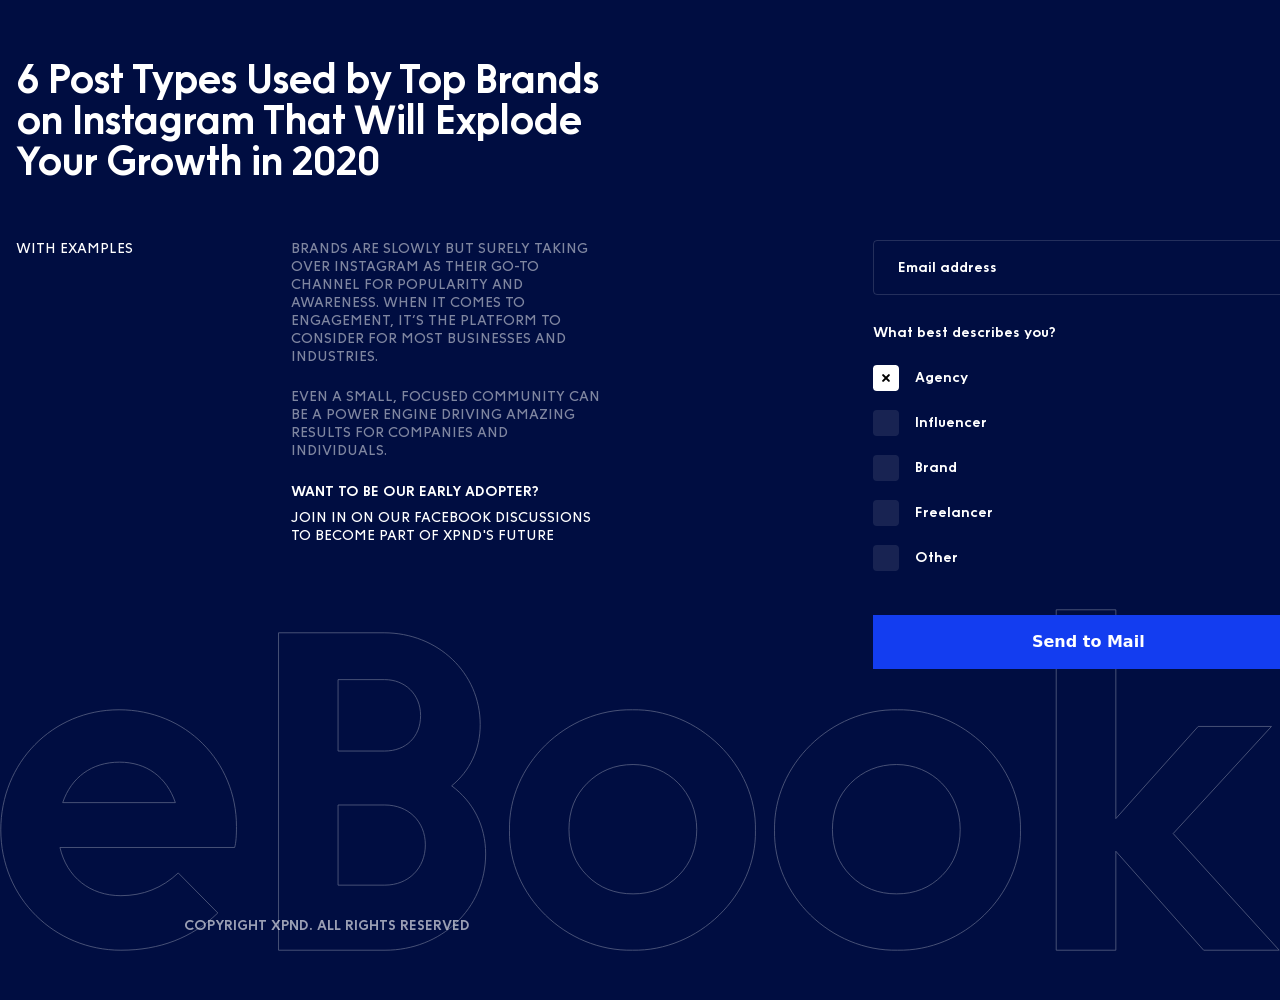 6 Post Types Used by Top Brands
on Instagram That Will Explode
Your Growth in 2020
WITH EXAMPLES
BRANDS ARE SLOWLY BUT SURELY TAKING
OVER INSTAGRAM AS THEIR GO-TO
CHANNEL FOR POPULARITY AND
AWARENESS. WHEN IT COMES TO
ENGAGEMENT, IT’S THE PLATFORM TO
CONSIDER FOR MOST BUSINESSES AND
INDUSTRIES.
EVEN A SMALL, FOCUSED COMMUNITY CAN
BE A POWER ENGINE DRIVING AMAZING
RESULTS FOR COMPANIES AND
INDIVIDUALS.
WANT TO BE OUR EARLY ADOPTER?
JOIN IN ON OUR FACEBOOK DISCUSSIONS
TO BECOME PART OF XPND'S FUTURE
Email address
What best describes you?
Agency
Influencer
Brand
Freelancer
Other
Send to Mail
eBook
COPYRIGHT XPND. ALL RIGHTS RESERVED